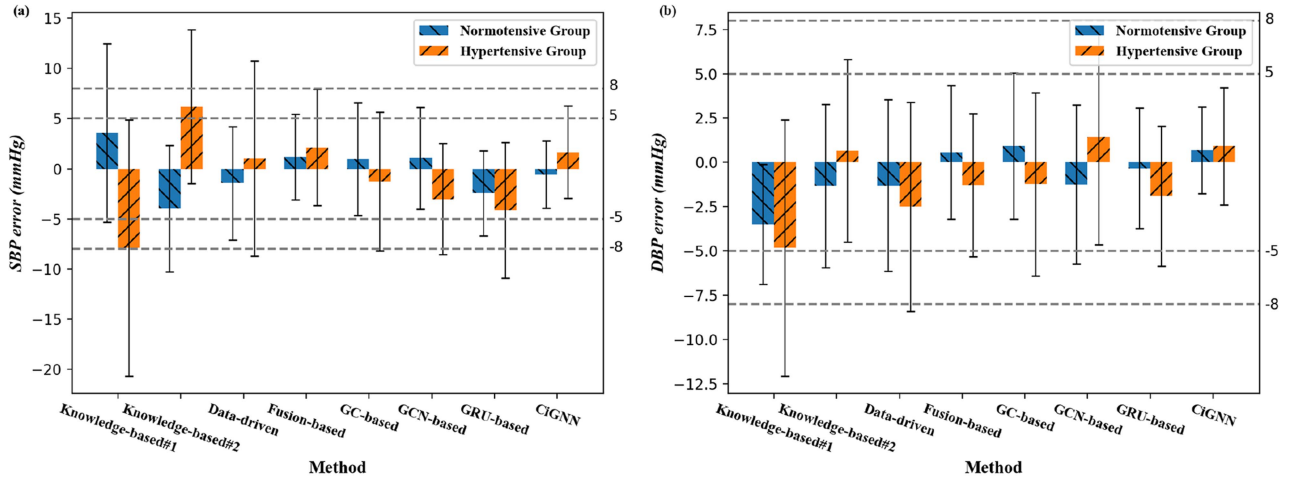 (a)
15
10
5
0
−5
−10
−15
−20
SBP error (mmHg)
Normotensive Group
Hypertensive Group
8
5
-5
-8
Knowledge-based#1
Knowledge-based#2
Data-driven
Fusion-based
GC-based
GCN-based
GRU-based
CiGNN
Method
(b)
7.5
5.0
2.5
0.0
−2.5
−5.0
−7.5
−10.0
−12.5
DBP error (mmHg)
Normotensive Group
Hypertensive Group
8
5
-5
-8
Knowledge-based#1
Knowledge-based#2
Data-driven
Fusion-based
GC-based
GCN-based
GRU-based
CiGNN
Method